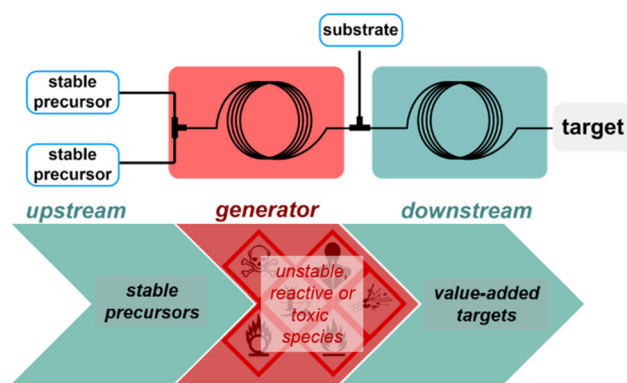 substrate
stable
precursor
stable
precursor
target
upstream
generator
downstream
stable
precursors
unstable,
reactive or
toxic
species
value-added
targets